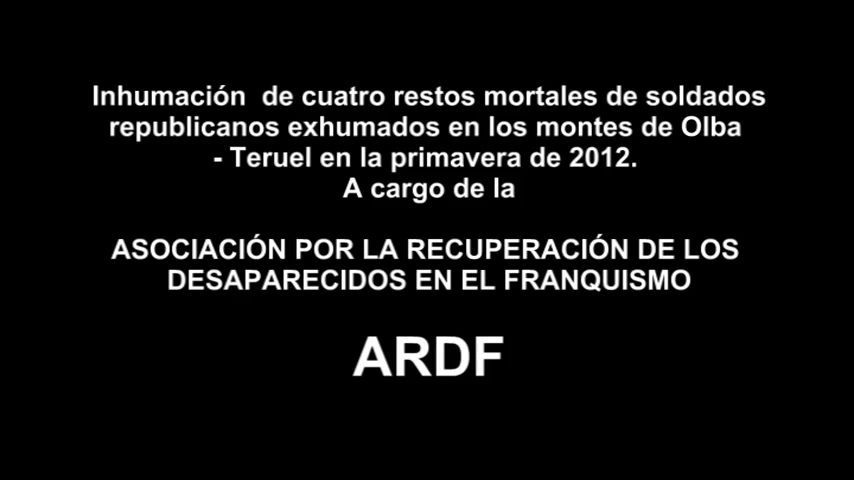 Inhumación  de cuatro restos mortales de soldados
republicanos exhumados en los montes de Olba
- Teruel en la primavera de 2012.
A cargo de la
ASOCIACIÓN POR LA RECUPERACIÓN DE LOS
DESAPARECIDOS EN EL FRANQUISMO
ARDF